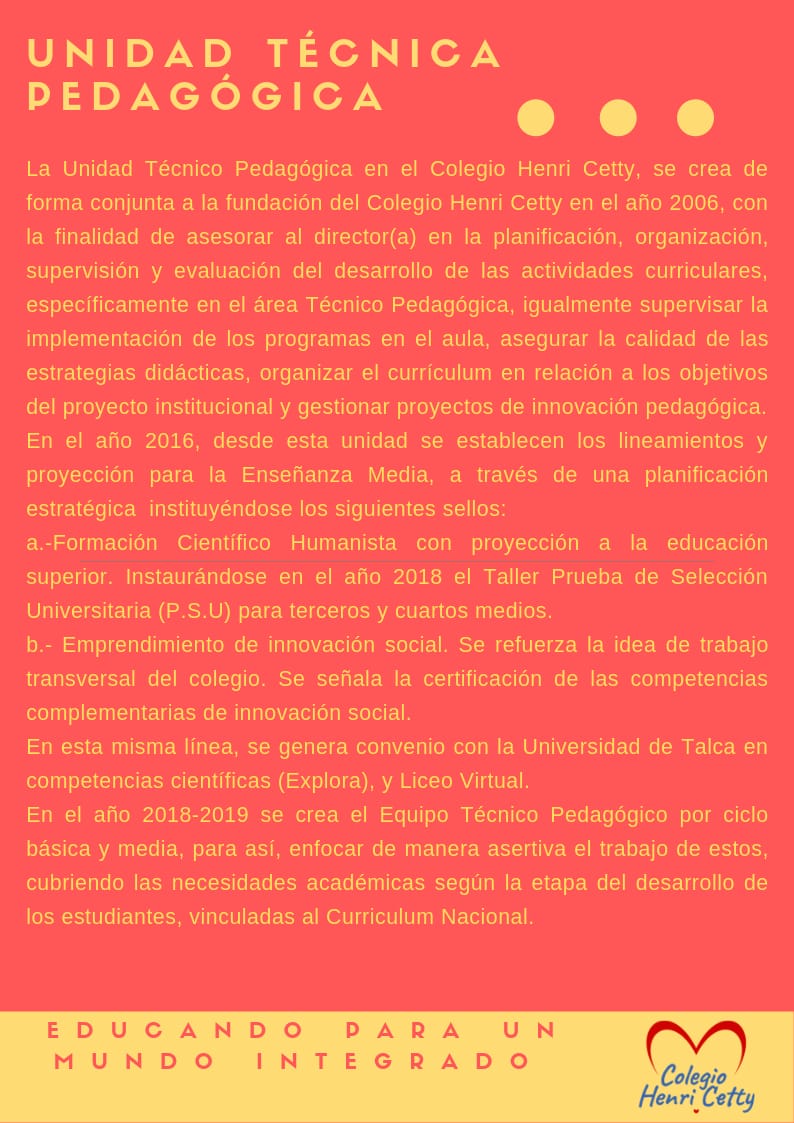 UNIDAD TÉCNICA
PEDAGÓGICA
La Unidad Técnico Pedagógica en el Colegio Henri Cetty, se crea de
forma conjunta a la fundación del Colegio Henri Cetty en el año 2006, con
la finalidad de asesorar al director(a) en la planificación, organización,
supervisión y evaluación del desarrollo de las actividades curriculares,
específicamente en el área Técnico Pedagógica, igualmente supervisar la
implementación de los programas en el aula, asegurar la calidad de las
estrategias didácticas, organizar el currículum en relación a los objetivos
del proyecto institucional y gestionar proyectos de innovación pedagógica.
En el año 2016, desde esta unidad se establecen los lineamientos y
proyección para la Enseñanza Media, a través de una planificación
estratégica instituyéndose los siguientes sellos:
a.-Formación Científico Humanista con proyección a la educación
superior. Instaurándose en el año 2018 el Taller Prueba de Selección
Universitaria (P.S.U) para terceros y cuartos medios.
b.- Emprendimiento de innovación social. Se refuerza la idea de trabajo
transversal del colegio. Se señala la certificación de las competencias
complementarias de innovación social.
En esta misma línea, se genera convenio con la Universidad de Talca en
competencias científicas (Explora), y Liceo Virtual.
En el año 2018-2019 se crea el Equipo Técnico Pedagógico por ciclo
básica y media, para así, enfocar de manera asertiva el trabajo de estos,
cubriendo las necesidades académicas según la etapa del desarrollo de
los estudiantes, vinculadas al Curriculum Nacional.
EDUCANDO PARA UN
MUNDO INTEGRADO
Colegio
Henri Cetty